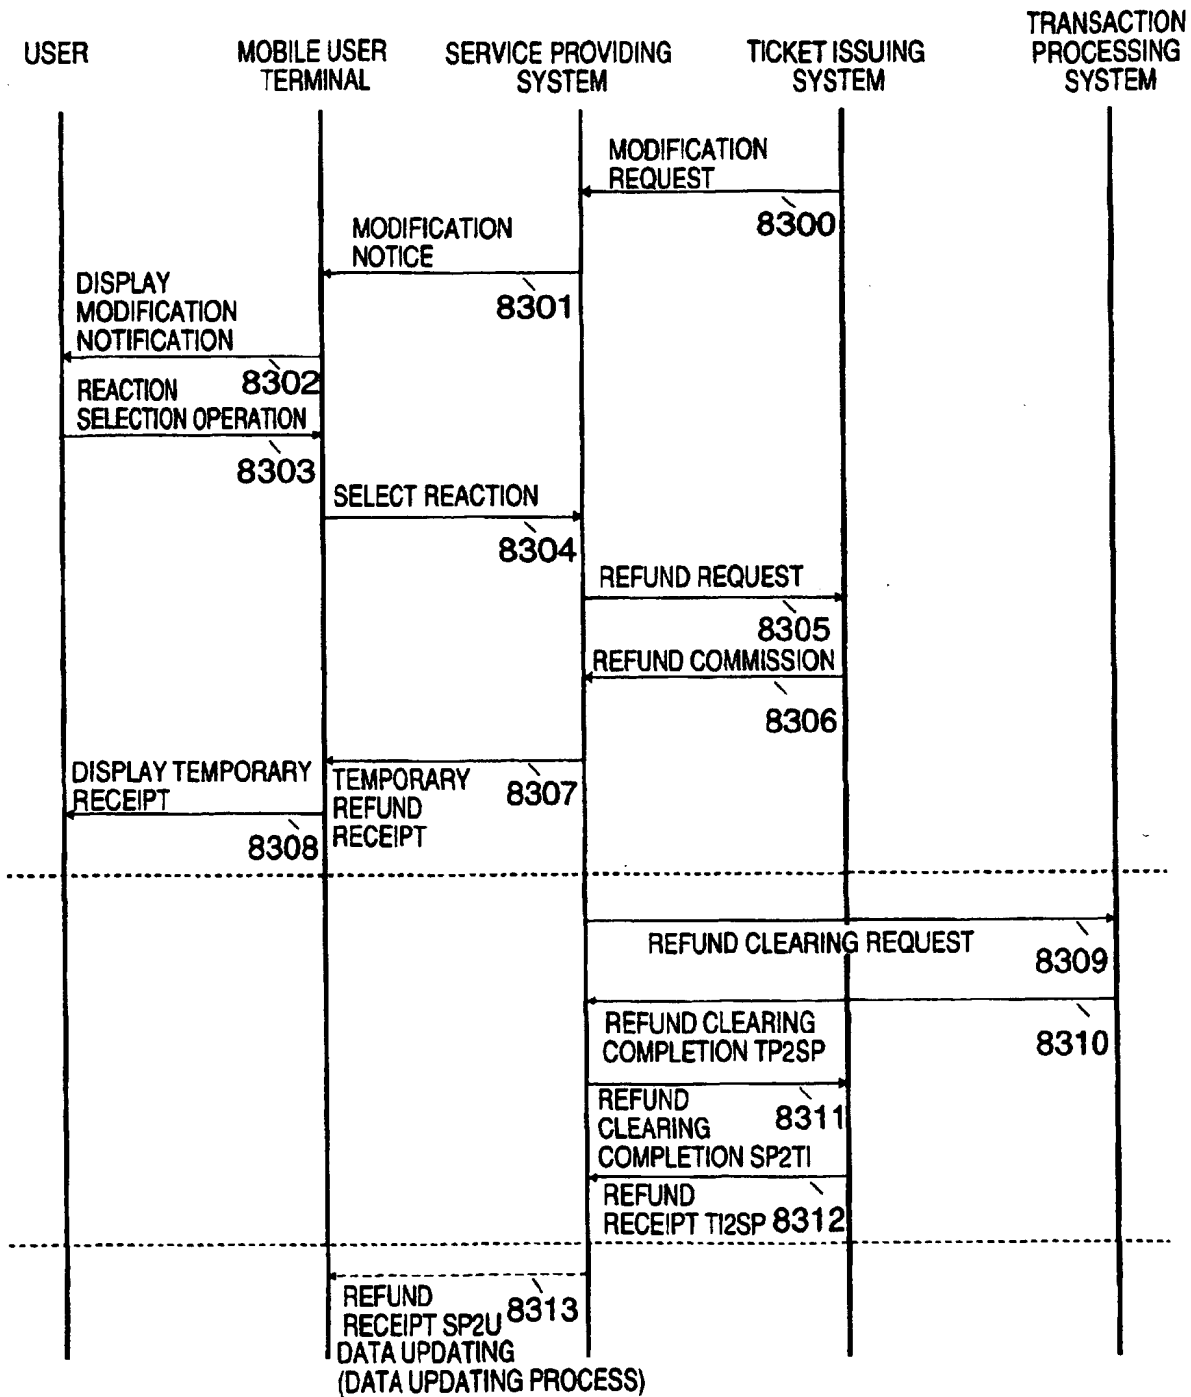 USER
MOBILE USER
TERMINAL
SERVICE PROVIDING
SYSTEM
TICKET ISSUING
SYSTEM
TRANSACTION
PROCESSING
SYSTEM
MODIFICATION
REQUEST
8300
MODIFICATION
NOTICE
8301
DISPLAY
MODIFICATION
NOTIFICATION
8302
REACTION
SELECTION OPERATION
8303
SELECT REACTION
8304
REFUND REQUEST
8305
REFUND COMMISSION
8306
TEMPORARY
REFUND
RECEIPT
8307
DISPLAY TEMPORARY
RECEIPT
8308
REFUND CLEARING REQUEST
8309
REFUND CLEARING
COMPLETION TP2SP
8310
REFUND
CLEARING
COMPLETION SP2TI
8311
REFUND
RECEIPT TI2SP
8312
REFUND
RECEIPT SP2U
8313
DATA UPDATING
(DATA UPDATING PROCESS)